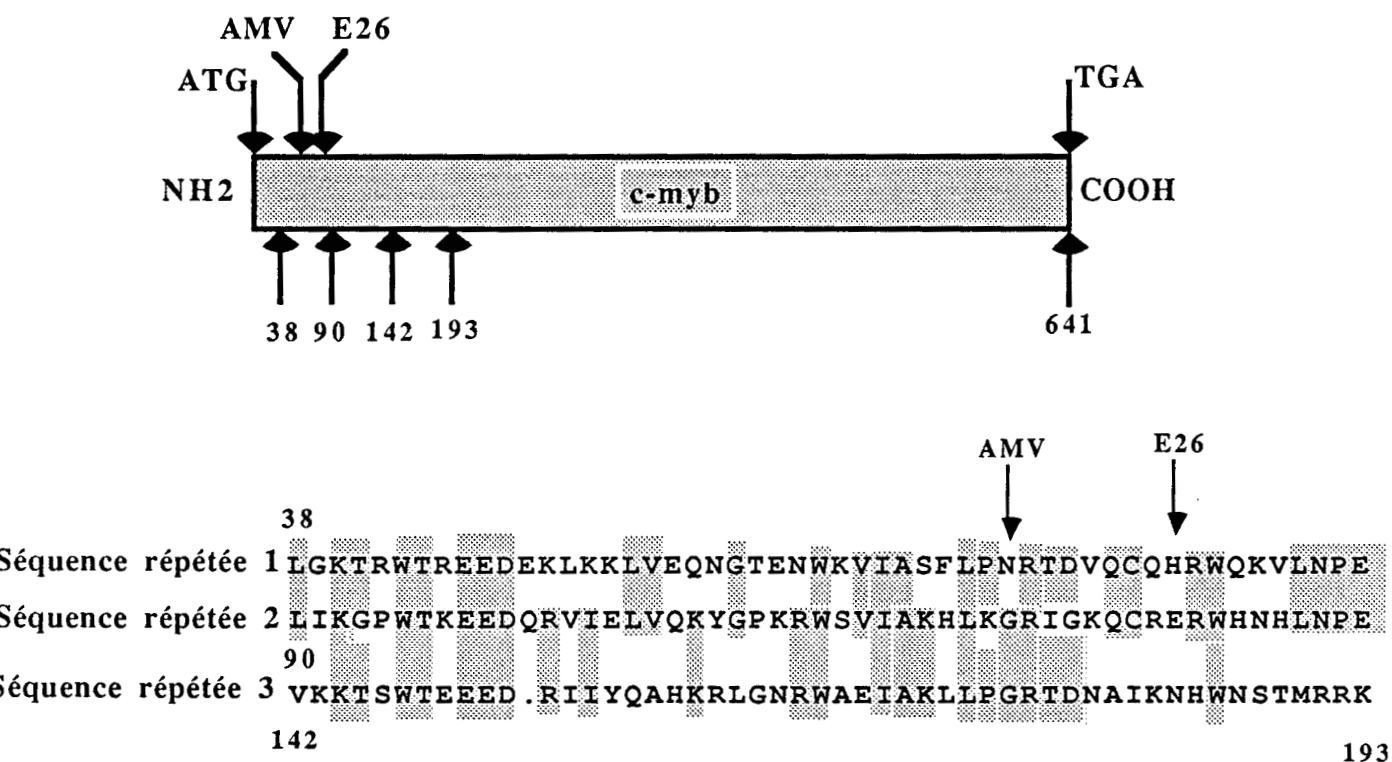 AMV E26
ATG TGA
NH2 c-myb COOH
38 90 142 193 641
AMV E26
38
Séquence répétée 1 LGKTRWTREEDEKLKKLVEQNGTENWKVIASFLPNRTDVQCQHRWQKVLNPE
Séquence répétée 2 LIKGPWTKEEDQRVIELVQKYGPKRWSVIAKHLKGRIGKQCRERWHNHLNPE
90
Séquence répétée 3 VKKTSWTEEED.RIIYQAHKRLGNRWAEIAKLLPGRTDNAIKNHWNSTMRRK
142 193